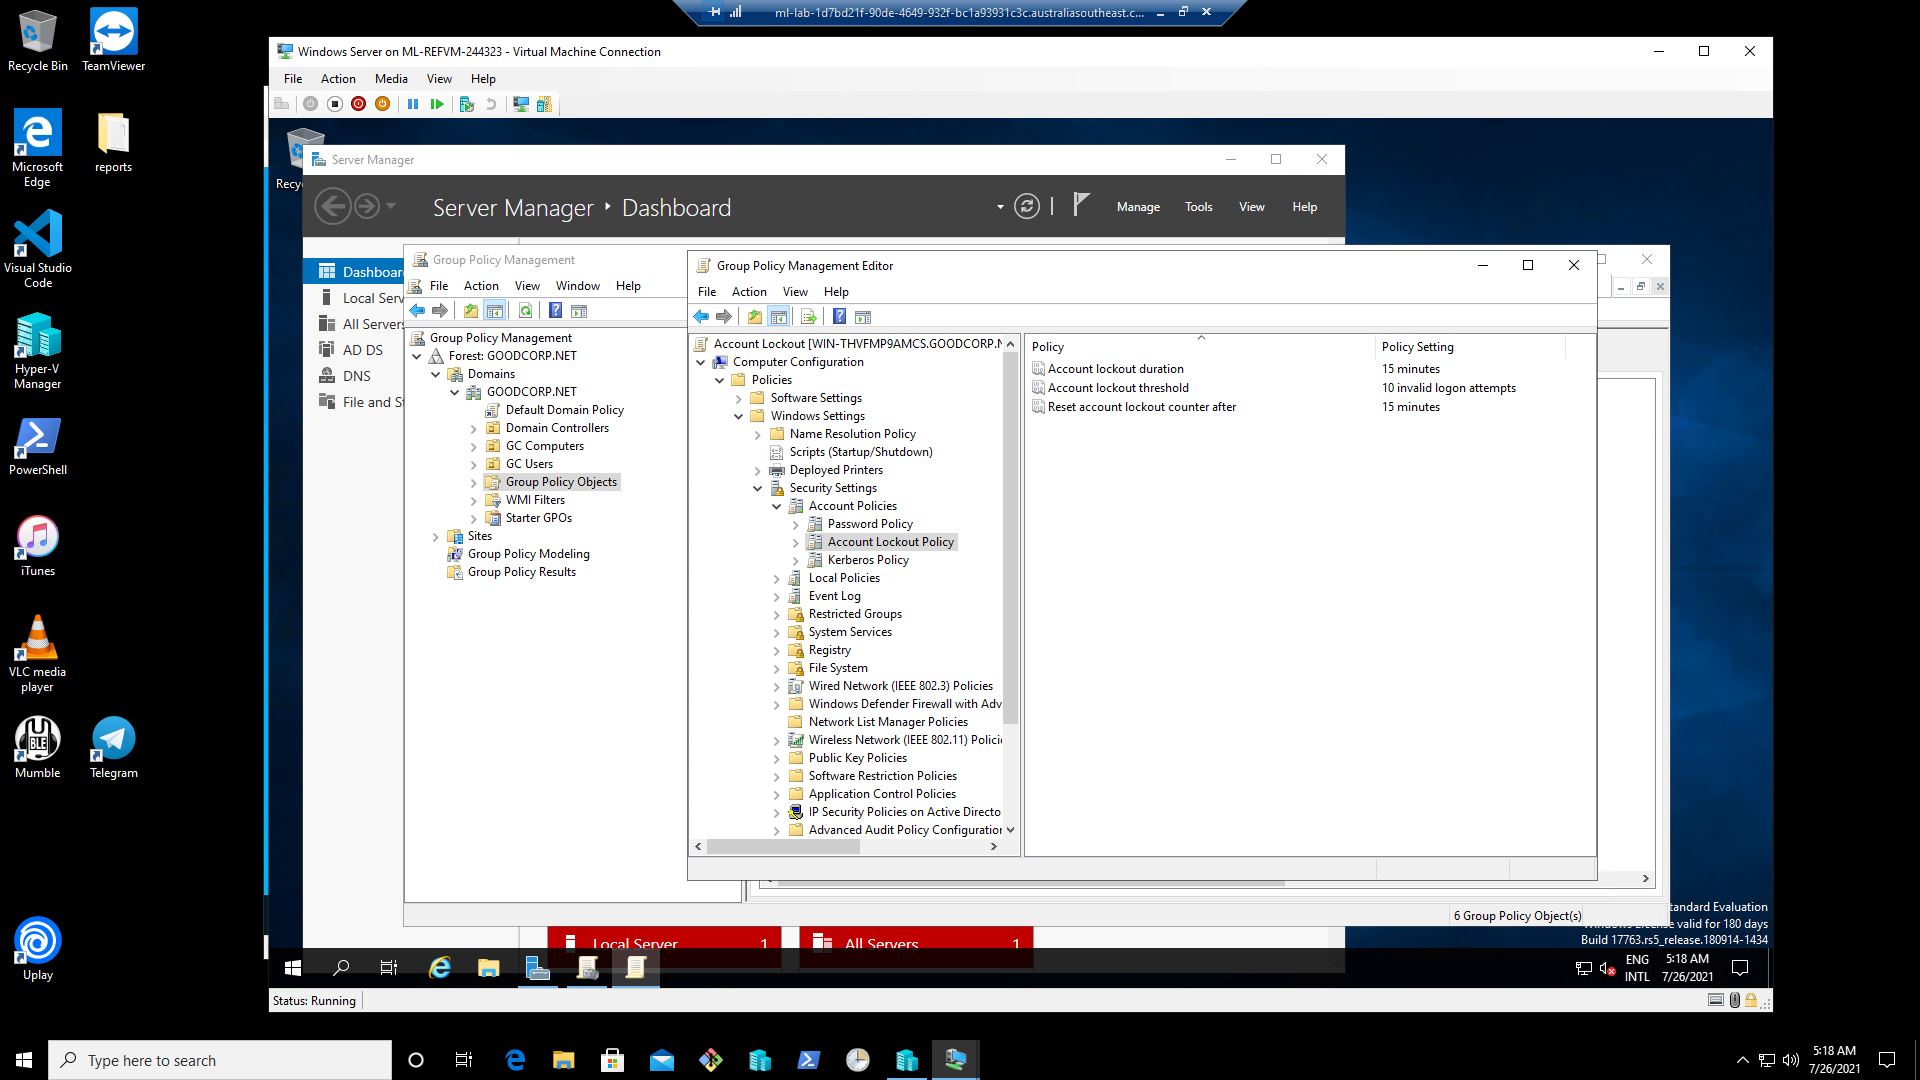 ml-lab-1d7bd21f-90de-4649-932f-bc1a93931c3c.australiasoutheast.c...
Recycle Bin
TeamViewer
Microsoft Edge
reports
Visual Studio Code
Hyper-V Manager
PowerShell
iTunes
VLC media player
Mumble
Telegram
Uplay
Windows Server on ML-REFVM-244323 - Virtual Machine Connection
File Action Media View Help
Recyc
Server Manager
Server Manager ‣ Dashboard
Manage Tools View Help
Dashboar
Local Serv
All Servers
AD DS
DNS
File and St
Group Policy Management
File Action View Window Help
Group Policy Management
Forest: GOODCORP.NET
Domains
GOODCORP.NET
Default Domain Policy
Domain Controllers
GC Computers
GC Users
Group Policy Objects
WMI Filters
Starter GPOs
Sites
Group Policy Modeling
Group Policy Results
Group Policy Management Editor
File Action View Help
Account Lockout [WIN-THVFMP9AMCS.GOODCORP.N
Computer Configuration
Policies
Software Settings
Windows Settings
Name Resolution Policy
Scripts (Startup/Shutdown)
Deployed Printers
Security Settings
Account Policies
Password Policy
Account Lockout Policy
Kerberos Policy
Local Policies
Event Log
Restricted Groups
System Services
Registry
File System
Wired Network (IEEE 802.3) Policies
Windows Defender Firewall with Adv
Network List Manager Policies
Wireless Network (IEEE 802.11) Policie
Public Key Policies
Software Restriction Policies
Application Control Policies
IP Security Policies on Active Directo
Advanced Audit Policy Configuration
Policy Policy Setting
Account lockout duration 15 minutes
Account lockout threshold 10 invalid logon attempts
Reset account lockout counter after 15 minutes
6 Group Policy Object(s)
tandard Evaluation
Windows License valid for 180 days
Build 17763.rs5_release.180914-1434
Local Server 1
All Servers 1
ENG
INTL
5:18 AM
7/26/2021
Status: Running
Type here to search
5:18 AM
7/26/2021